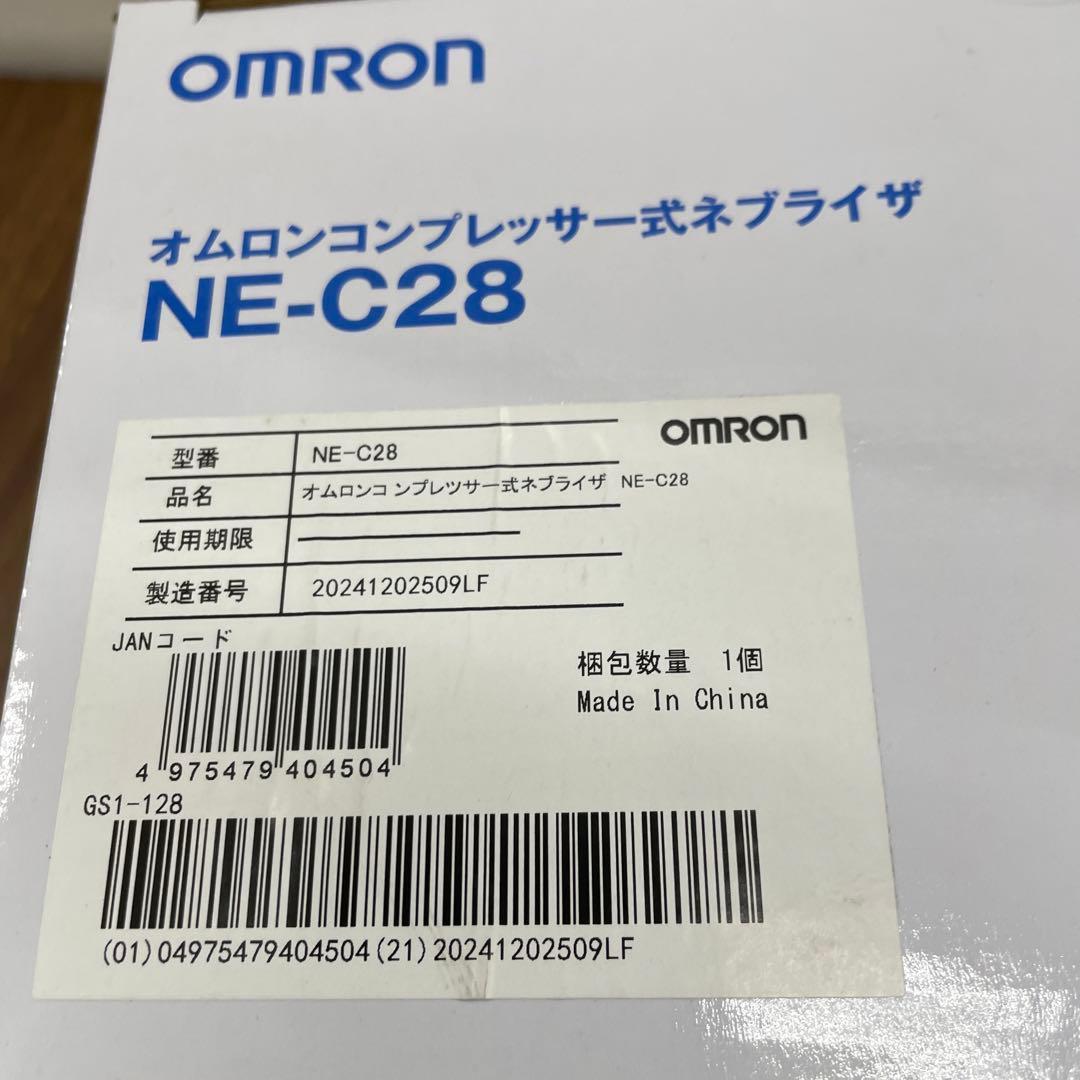 OMRON
オムロンコンプレッサー式ネブライザ
NE-C28
OMRON
型番 NE-C28
品名 オムロンコンプレツサー式ネブライザ NE-C28
使用期限 ――――――
製造番号 20241202509LF
JANコード
梱包数量 1個
Made In China
4 975479 404504
GS1-128
(01)04975479404504(21)20241202509LF